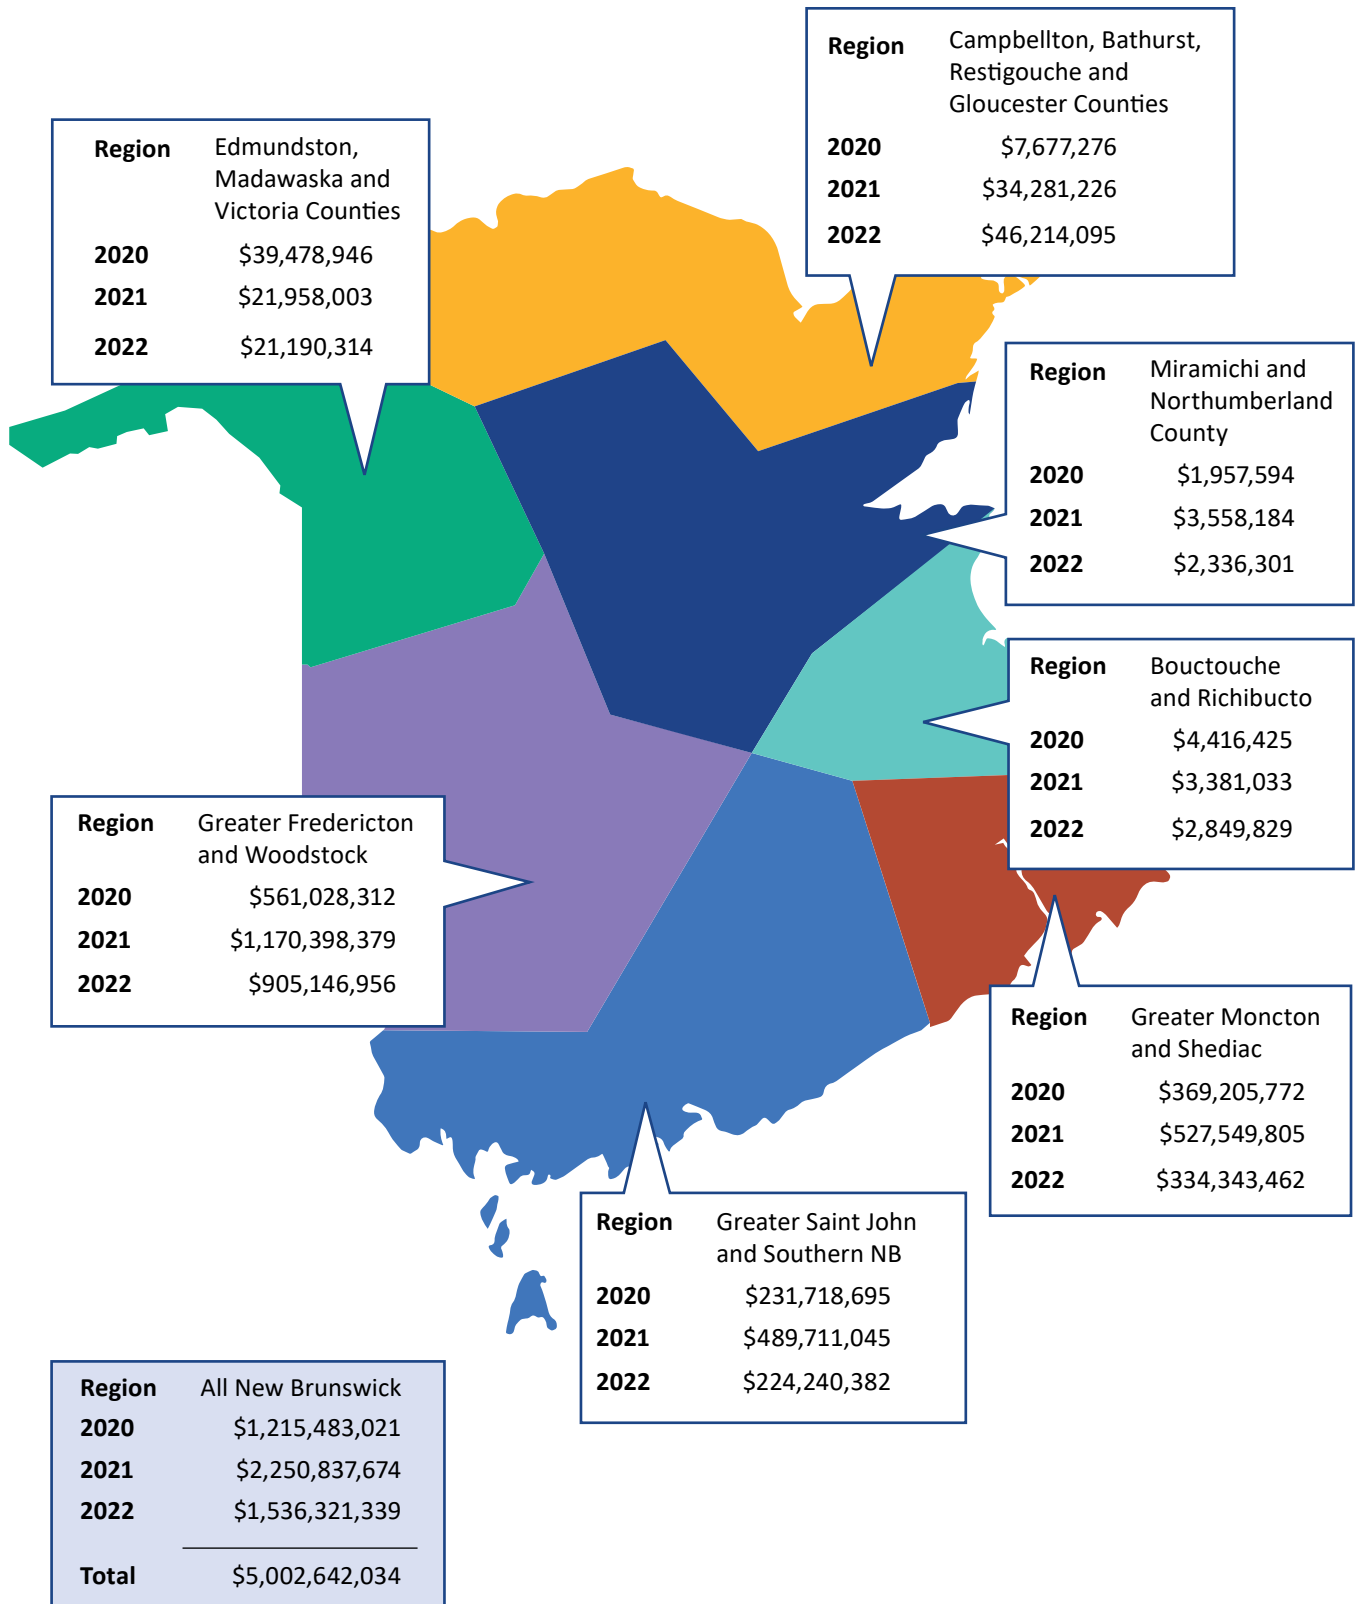 Region Campbellton, Bathurst,
Restigouche and
Gloucester Counties
2020 $7,677,276
2021 $34,281,226
2022 $46,214,095
Region Edmundston,
Madawaska and
Victoria Counties
2020 $39,478,946
2021 $21,958,003
2022 $21,190,314
Region Miramichi and
Northumberland
County
2020 $1,957,594
2021 $3,558,184
2022 $2,336,301
Region Bouctouche
and Richibucto
2020 $4,416,425
2021 $3,381,033
2022 $2,849,829
Region Greater Fredericton
and Woodstock
2020 $561,028,312
2021 $1,170,398,379
2022 $905,146,956
Region Greater Moncton
and Shediac
2020 $369,205,772
2021 $527,549,805
2022 $334,343,462
Region Greater Saint John
and Southern NB
2020 $231,718,695
2021 $489,711,045
2022 $224,240,382
Region All New Brunswick
2020 $1,215,483,021
2021 $2,250,837,674
2022 $1,536,321,339
Total $5,002,642,034